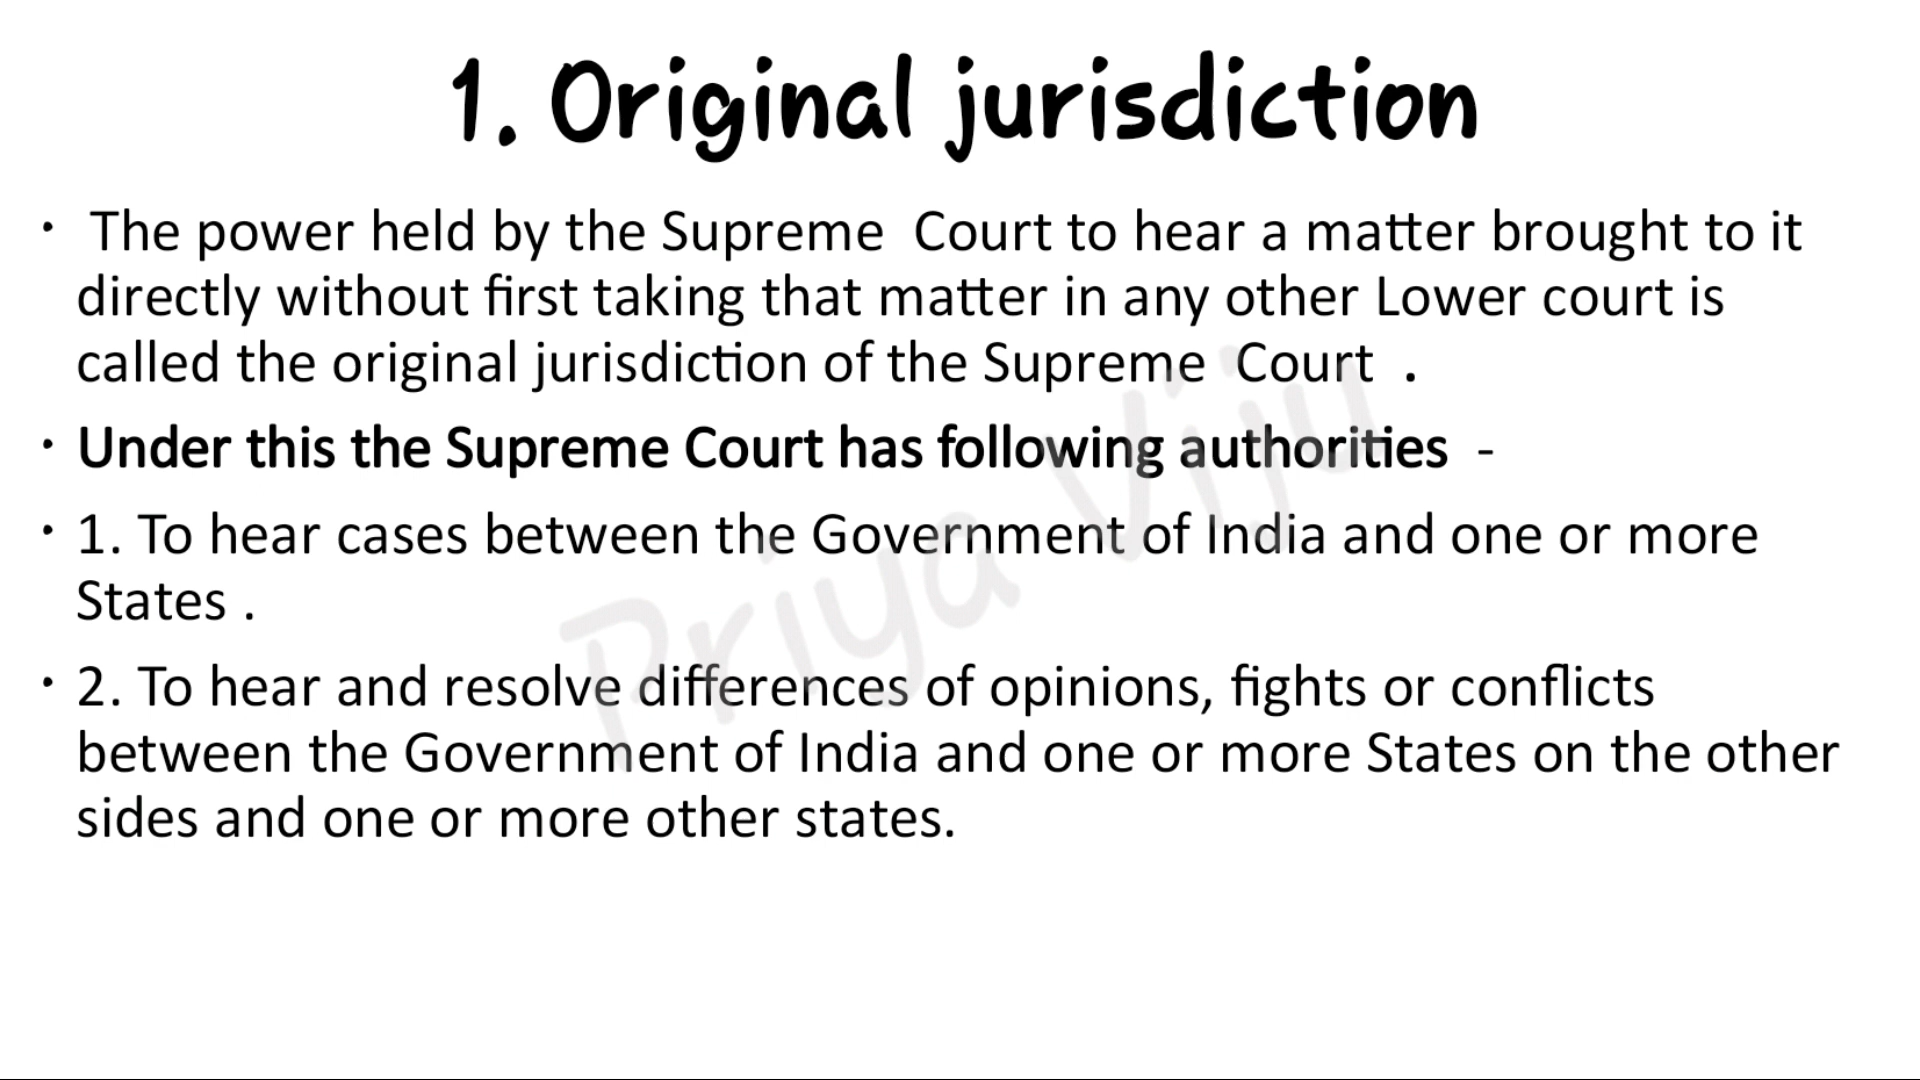 1. Original jurisdiction
• The power held by the Supreme Court to hear a matter brought to it
directly without first taking that matter in any other Lower court is
called the original jurisdiction of the Supreme Court .
• Under this the Supreme Court has following authorities -
• 1. To hear cases between the Government of India and one or more
States .
• 2. To hear and resolve differences of opinions, fights or conflicts
between the Government of India and one or more States on the other
sides and one or more other states.
Priya Viju